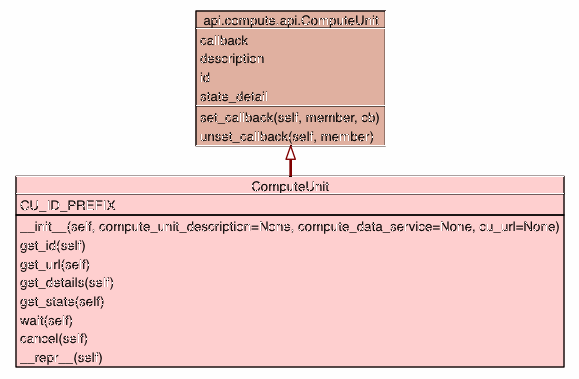 api.compute.api.ComputeUnit
callback
description
id
state_detail
set_callback(self, member, cb)
unset_callback(self, member)
ComputeUnit
CU_ID_PREFIX
__init__(self, compute_unit_description=None, compute_data_service=None, cu_url=None)
get_id(self)
get_url(self)
get_details(self)
get_state(self)
wait(self)
cancel(self)
__repr__(self)